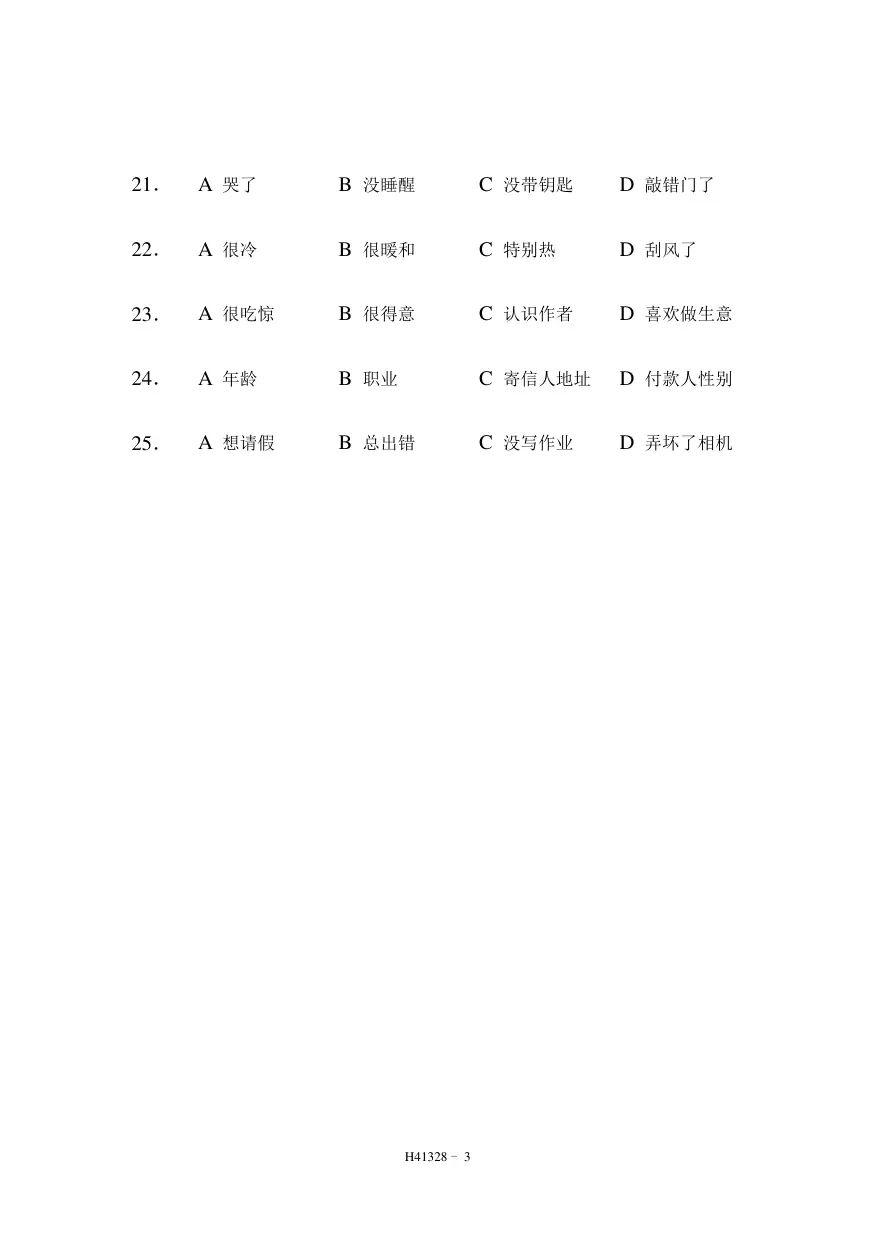 21． A 哭了 B 没睡醒 C 没带钥匙 D 敲错门了
22． A 很冷 B 很暖和 C 特别热 D 刮风了
23． A 很吃惊 B 很得意 C 认识作者 D 喜欢做生意
24． A 年龄 B 职业 C 寄信人地址 D 付款人性别
25． A 想请假 B 总出错 C 没写作业 D 弄坏了相机
H41328－ 3